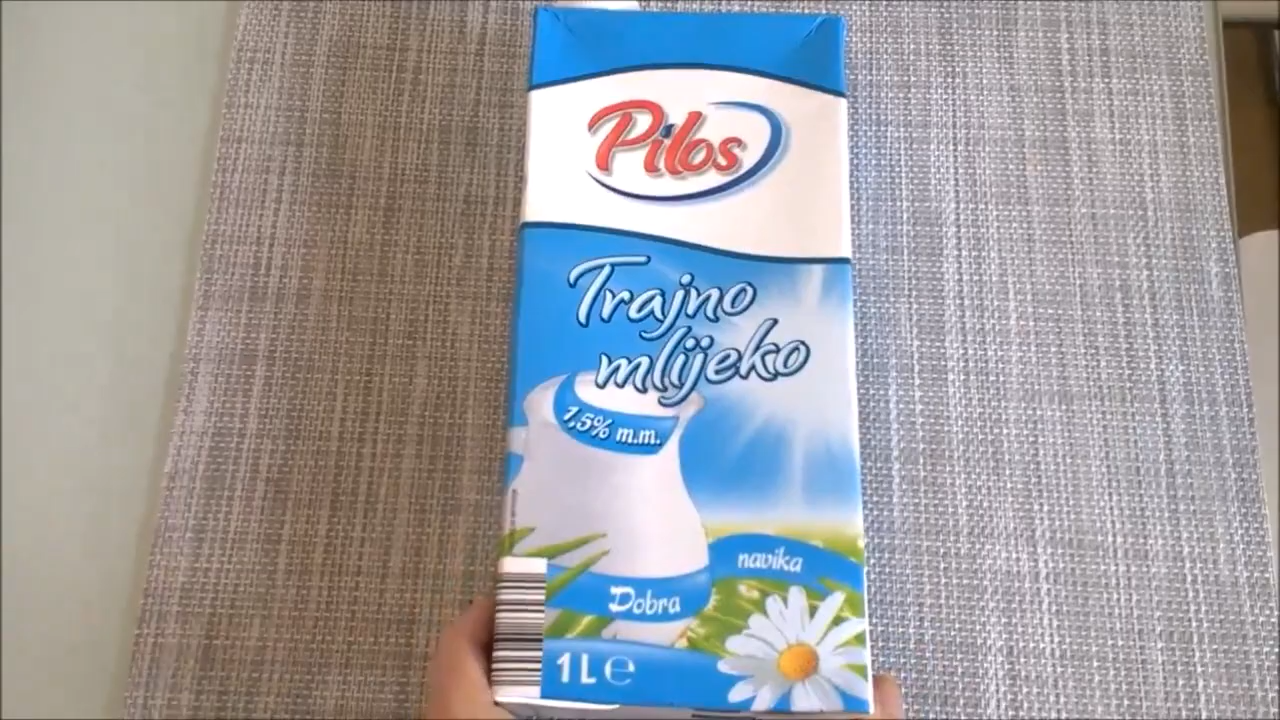 Pilos
Trajno
mlijeko
1,5% m.m.
Dobra navika
1L℮